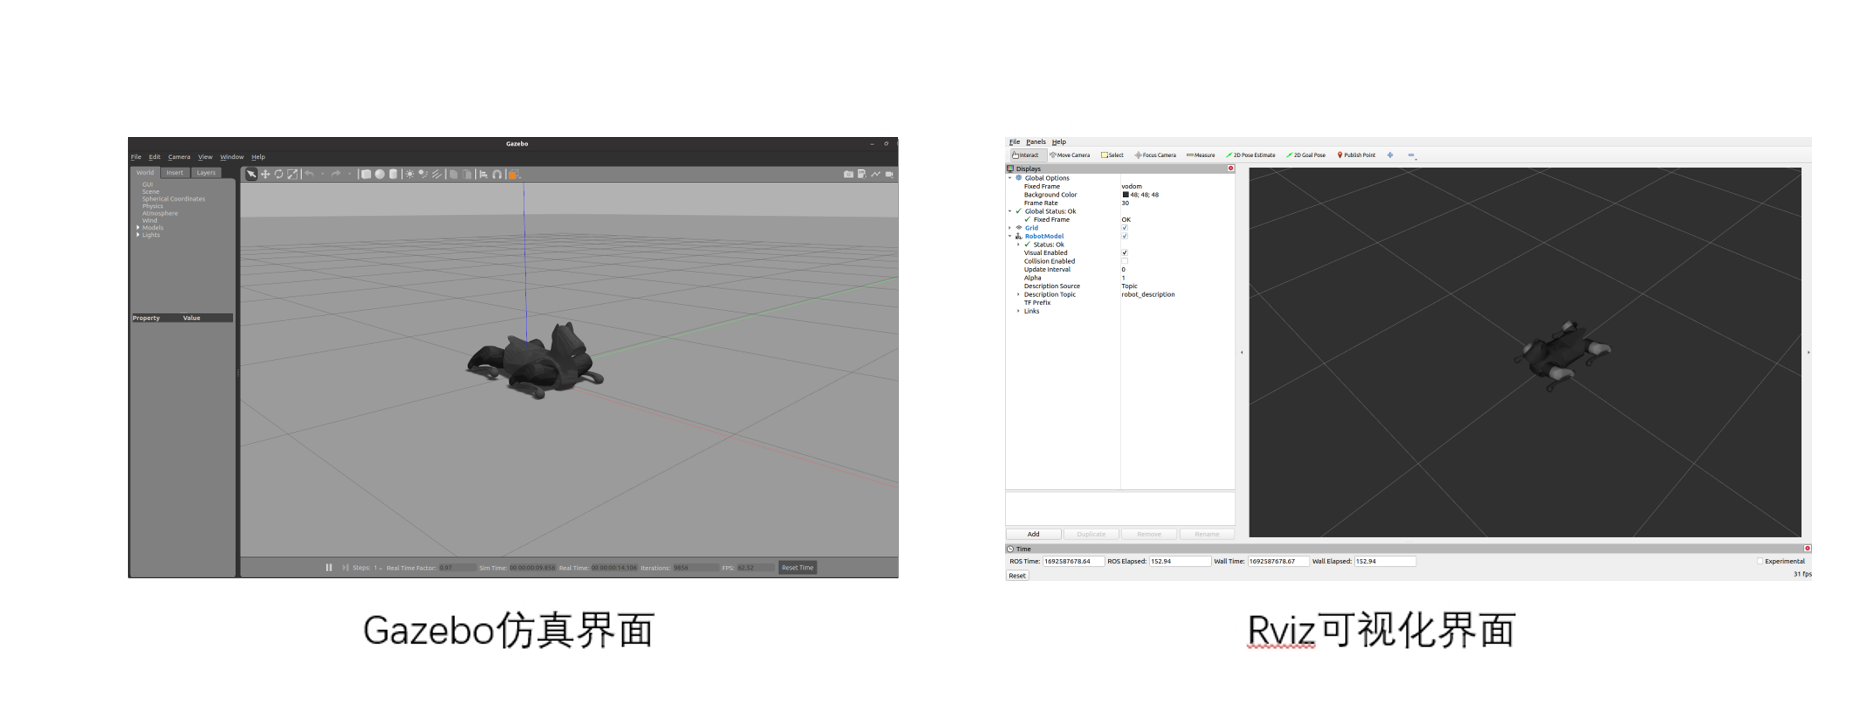 Gazebo
File Edit Camera View Window Help
World Insert Layers
GUI
Scene
Spherical Coordinates
Physics
Atmosphere
Wind
Models
Lights
Property Value
Steps: 1 Real Time Factor: 0.97 Sim Time: 00 00:00:09.856 Real Time: 00 00:00:14.106 Iterations: 9856 FPS: 62.52 Reset Time
Gazebo仿真界面
File Panels Help
Interact Move Camera Select Focus Camera Measure 2D Pose Estimate 2D Goal Pose Publish Point
Displays
Global Options
Fixed Frame vodom
Background Color 48; 48; 48
Frame Rate 30
Global Status: Ok
Fixed Frame OK
Grid
RobotModel
Status: Ok
Visual Enabled
Collision Enabled
Update Interval 0
Alpha 1
Description Source Topic
Description Topic robot_description
TF Prefix
Links
Add Duplicate Remove Rename
Time
ROS Time: 1692587678.64 ROS Elapsed: 152.94 Wall Time: 1692587678.67 Wall Elapsed: 152.94 Experimental
Reset 31 fps
Rviz可视化界面